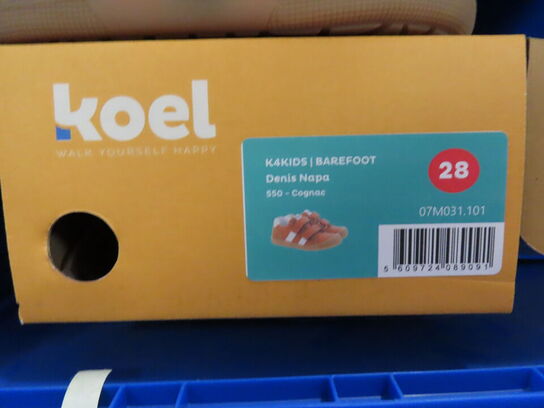 koel
WALK YOURSELF HAPPY
K4KIDS | BAREFOOT
Denis Napa
550 - Cognac
28
07M031.101
5 609724 089091